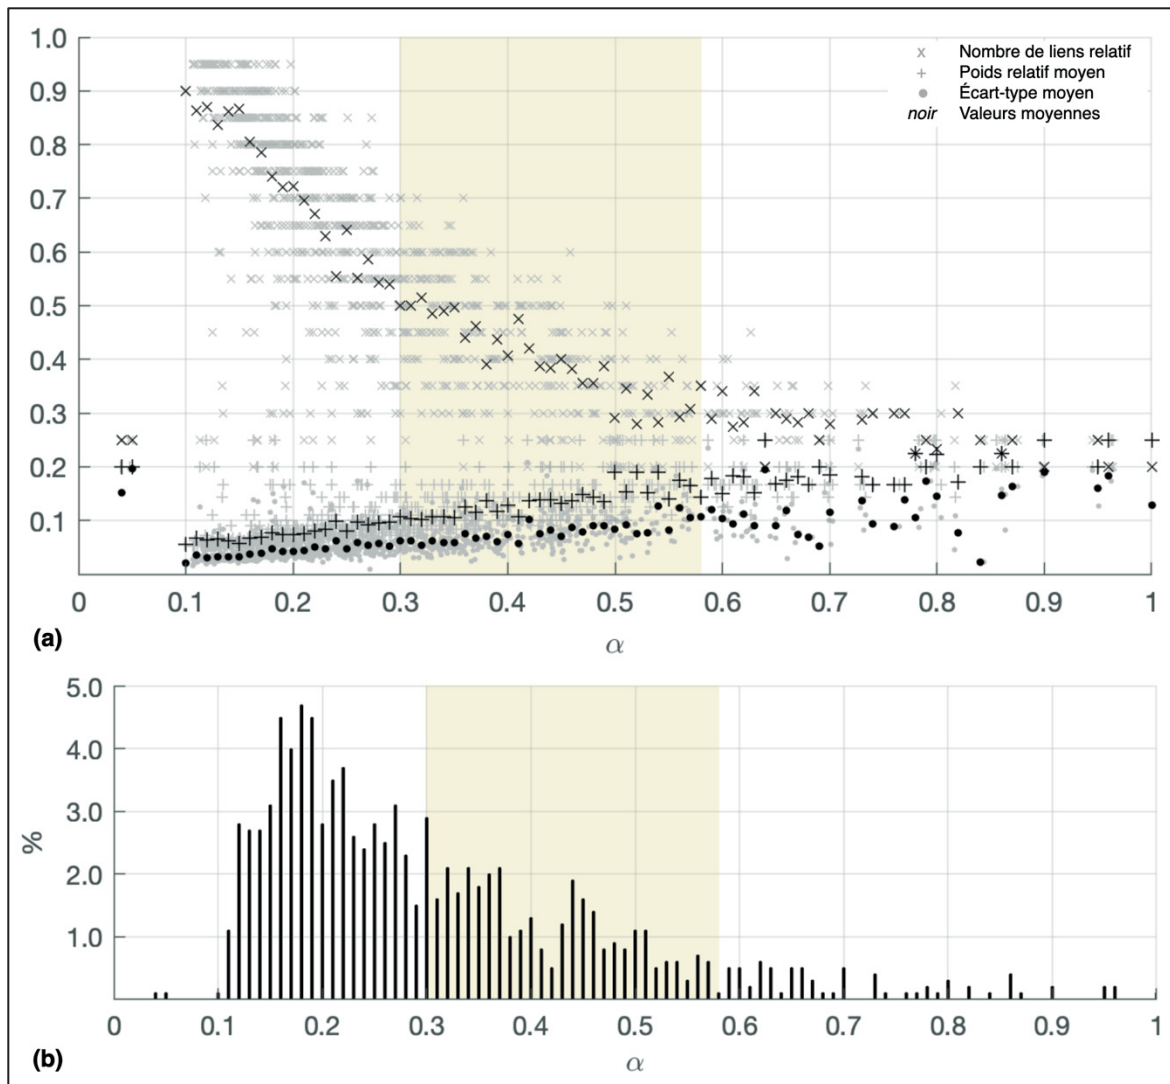 1.0
× Nombre de liens relatif
0.9
+ Poids relatif moyen
● Écart-type moyen
noir Valeurs moyennes
0.8
0.7
0.6
0.5
0.4
0.3
0.2
0.1
0 0.1 0.2 0.3 0.4 0.5 0.6 0.7 0.8 0.9 1
(a)
α
5.0
4.0
3.0
%
2.0
1.0
0 0.1 0.2 0.3 0.4 0.5 0.6 0.7 0.8 0.9 1
(b)
α